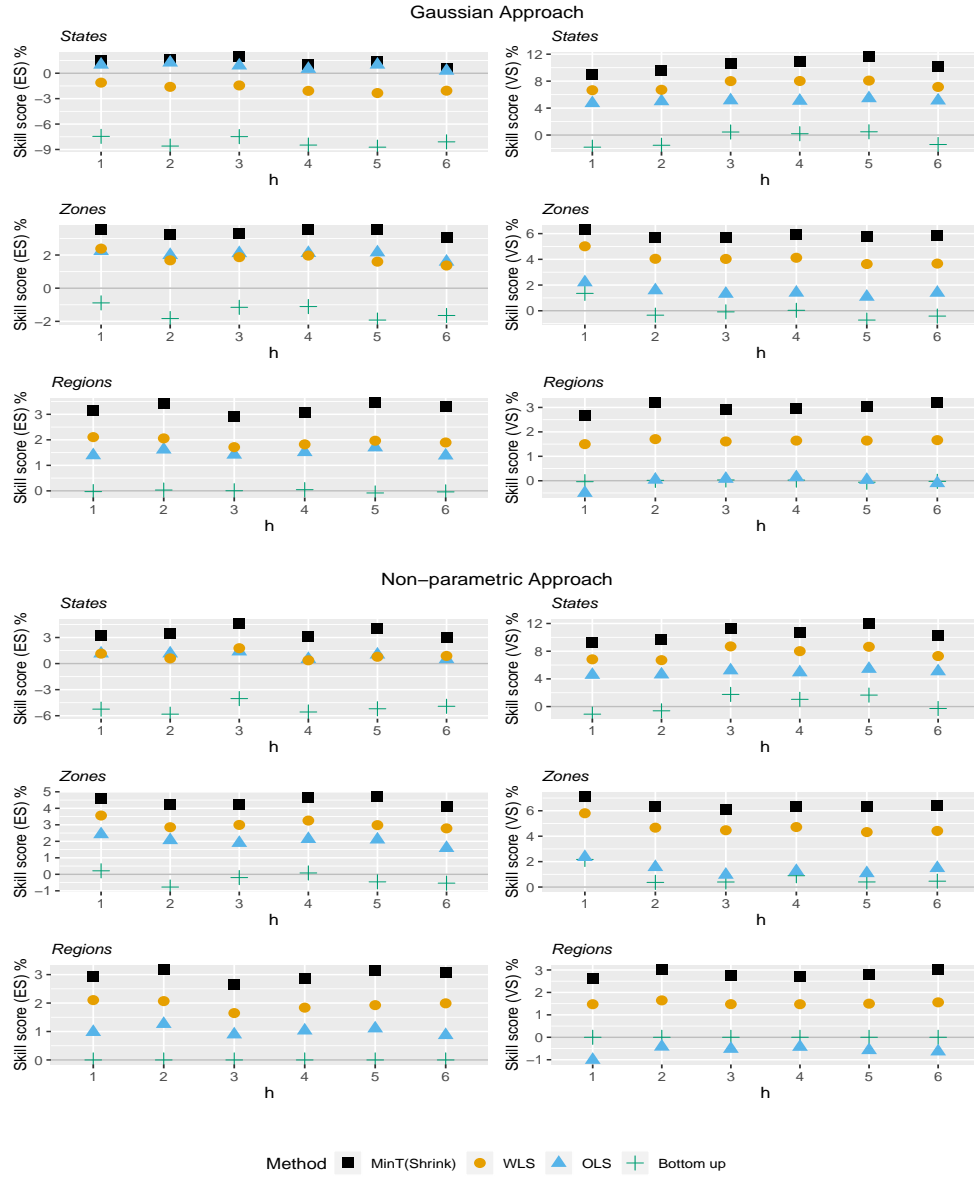 Gaussian Approach
States
Skill score (ES) %
0
−3
−6
−9
1 2 3 4 5 6
h
States
Skill score (VS) %
12
8
4
0
1 2 3 4 5 6
h
Zones
Skill score (ES) %
2
0
−2
1 2 3 4 5 6
h
Zones
Skill score (VS) %
6
4
2
0
1 2 3 4 5 6
h
Regions
Skill score (ES) %
3
2
1
0
1 2 3 4 5 6
h
Regions
Skill score (VS) %
3
2
1
0
1 2 3 4 5 6
h
Non−parametric Approach
States
Skill score (ES) %
3
0
−3
−6
1 2 3 4 5 6
h
States
Skill score (VS) %
12
8
4
0
1 2 3 4 5 6
h
Zones
Skill score (ES) %
5
4
3
2
1
0
−1
1 2 3 4 5 6
h
Zones
Skill score (VS) %
6
4
2
0
1 2 3 4 5 6
h
Regions
Skill score (ES) %
3
2
1
0
1 2 3 4 5 6
h
Regions
Skill score (VS) %
3
2
1
0
−1
1 2 3 4 5 6
h
Method MinT(Shrink) WLS OLS Bottom up